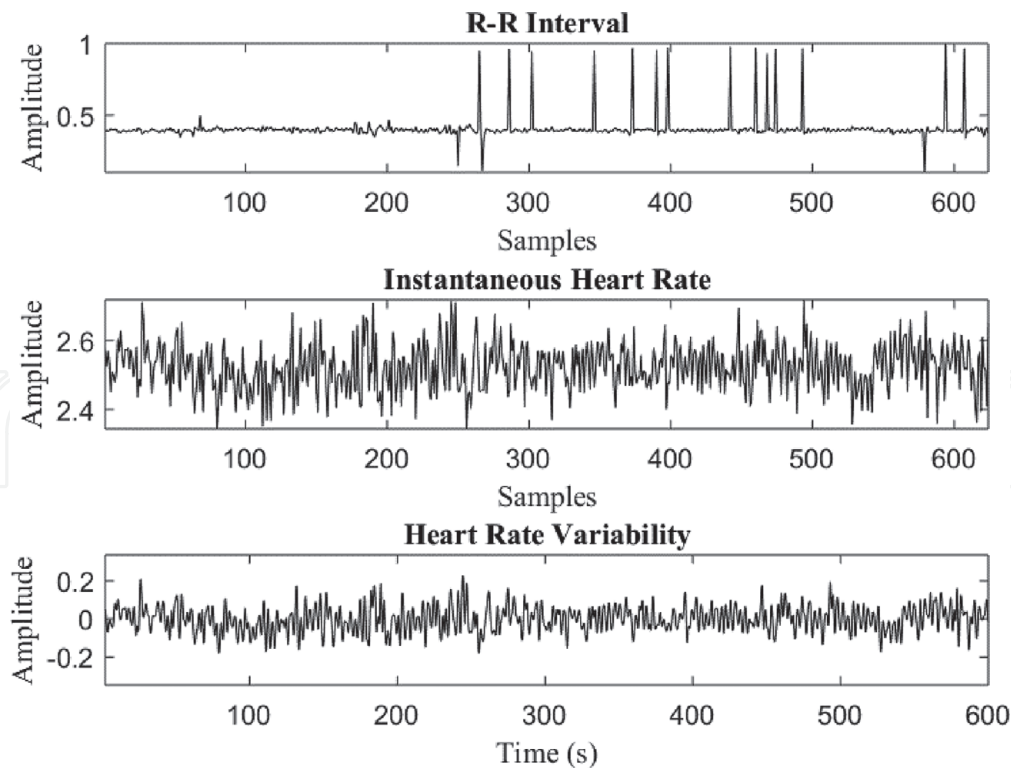 R-R Interval
Amplitude
1
0.5
100 200 300 400 500 600
Samples
Instantaneous Heart Rate
Amplitude
2.6
2.4
100 200 300 400 500 600
Samples
Heart Rate Variability
Amplitude
0.2
0
-0.2
100 200 300 400 500 600
Time (s)